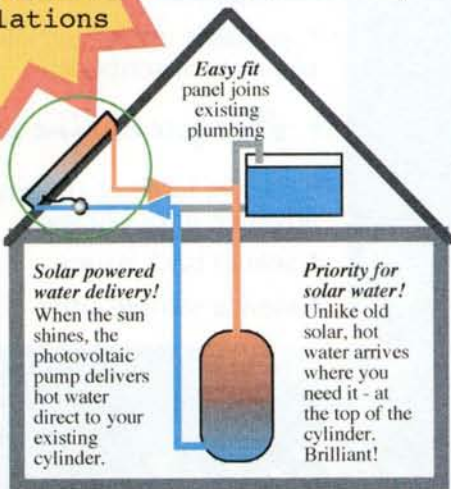 lations
Easy fit
panel joins
existing
plumbing
Solar powered
water delivery!
When the sun
shines, the
photovoltaic
pump delivers
hot water
direct to your
existing
cylinder.
Priority for
solar water!
Unlike old
solar, hot
water arrives
where you
need it - at
the top of the
cylinder.
Brilliant!